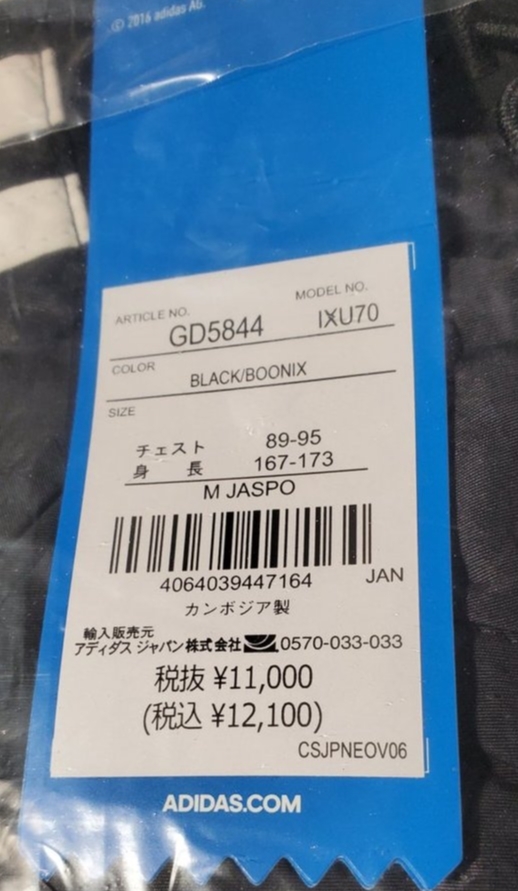 © 2016 adidas AG.
ARTICLE NO.
MODEL NO.
GD5844
IXU70
COLOR
BLACK/BOONIX
SIZE
チェスト 89-95
身 長 167-173
M JASPO
4064039447164 JAN
カンボジア製
輸入販売元
アディダス ジャパン株式会社 0570-033-033
税抜 ¥11,000
(税込 ¥12,100)
CSJPNEOV06
ADIDAS.COM